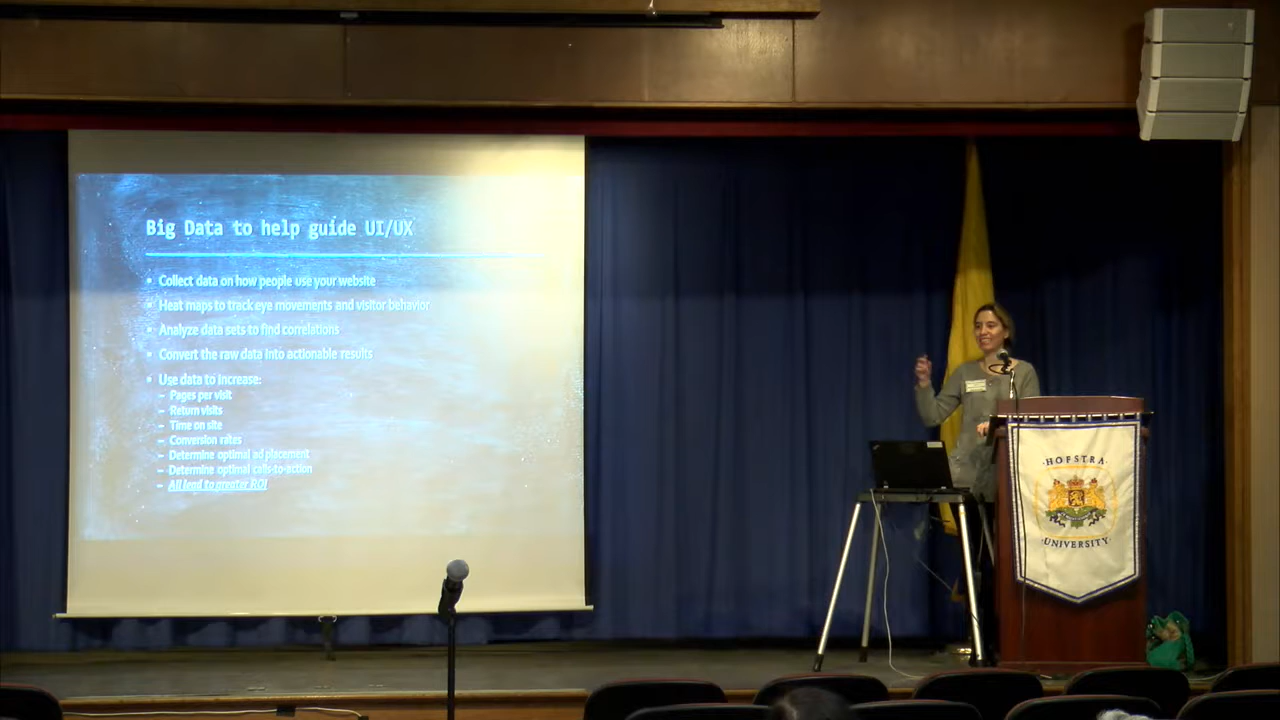 Big Data to help guide UI/UX
▪ Collect data on how people use your website
▪ Heat maps to track eye movements and visitor behavior
▪ Analyze data sets to find correlations
▪ Convert the raw data into actionable results
▪ Use data to increase:
– Pages per visit
– Return visits
– Time on site
– Conversion rates
– Determine optimal ad placement
– Determine optimal calls-to-action
– All lead to greater ROI
·HOFSTRA·
·UNIVERSITY·